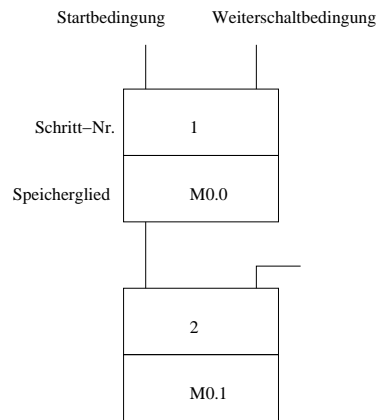 Startbedingung Weiterschaltbedingung
Schritt–Nr. 1
Speicherglied M0.0
2
M0.1